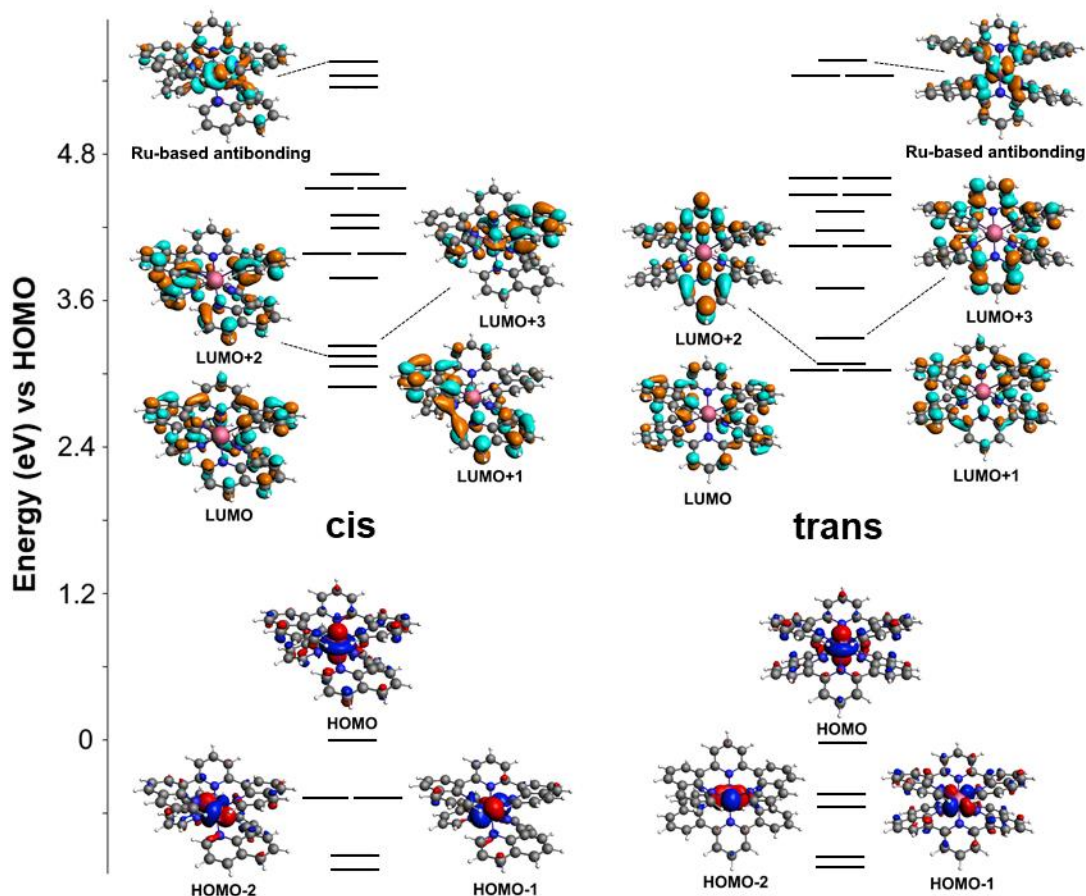 Energy (eV) vs HOMO
4.8
3.6
2.4
1.2
0
Ru-based antibonding
LUMO+2
LUMO+3
LUMO
LUMO+1
cis
HOMO
HOMO-2
HOMO-1
Ru-based antibonding
LUMO+2
LUMO+3
LUMO
LUMO+1
trans
HOMO
HOMO-2
HOMO-1